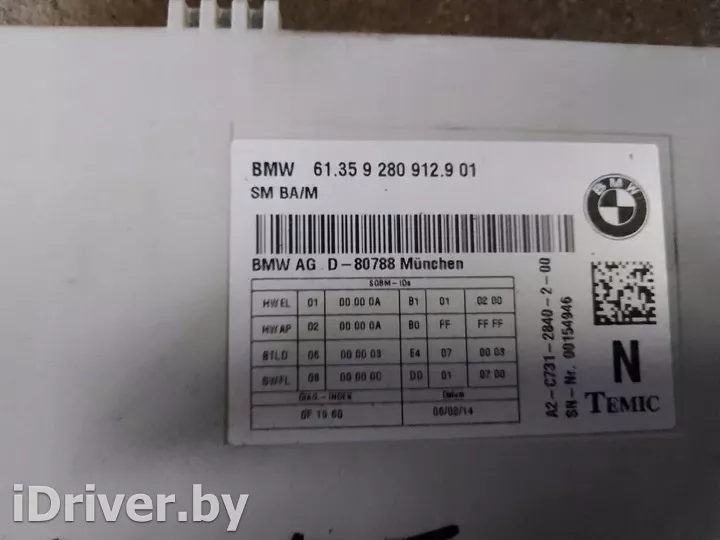 BMW 61.35 9 280 912.9 01
SM BA/M
BMW
BMW AG D-80788 München
SGBM-IDs
HWEL 01 00 00 0A B1 01 02 00
HWAP 02 00 00 0A B0 FF FF FF
BTLD 06 00 00 03 E4 07 00 03
SWFL 08 00 00 0C D0 01 07 00
DIAG-INDEX Datum
0F 15 60 06/02/14
A2-C731-2840-2-00
SN-Nr. 00154946
N
TEMIC
iDriver.by